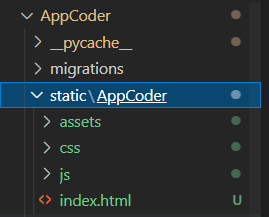 AppCoder
__pycache__
migrations
static\AppCoder
assets
css
js
<> index.html U